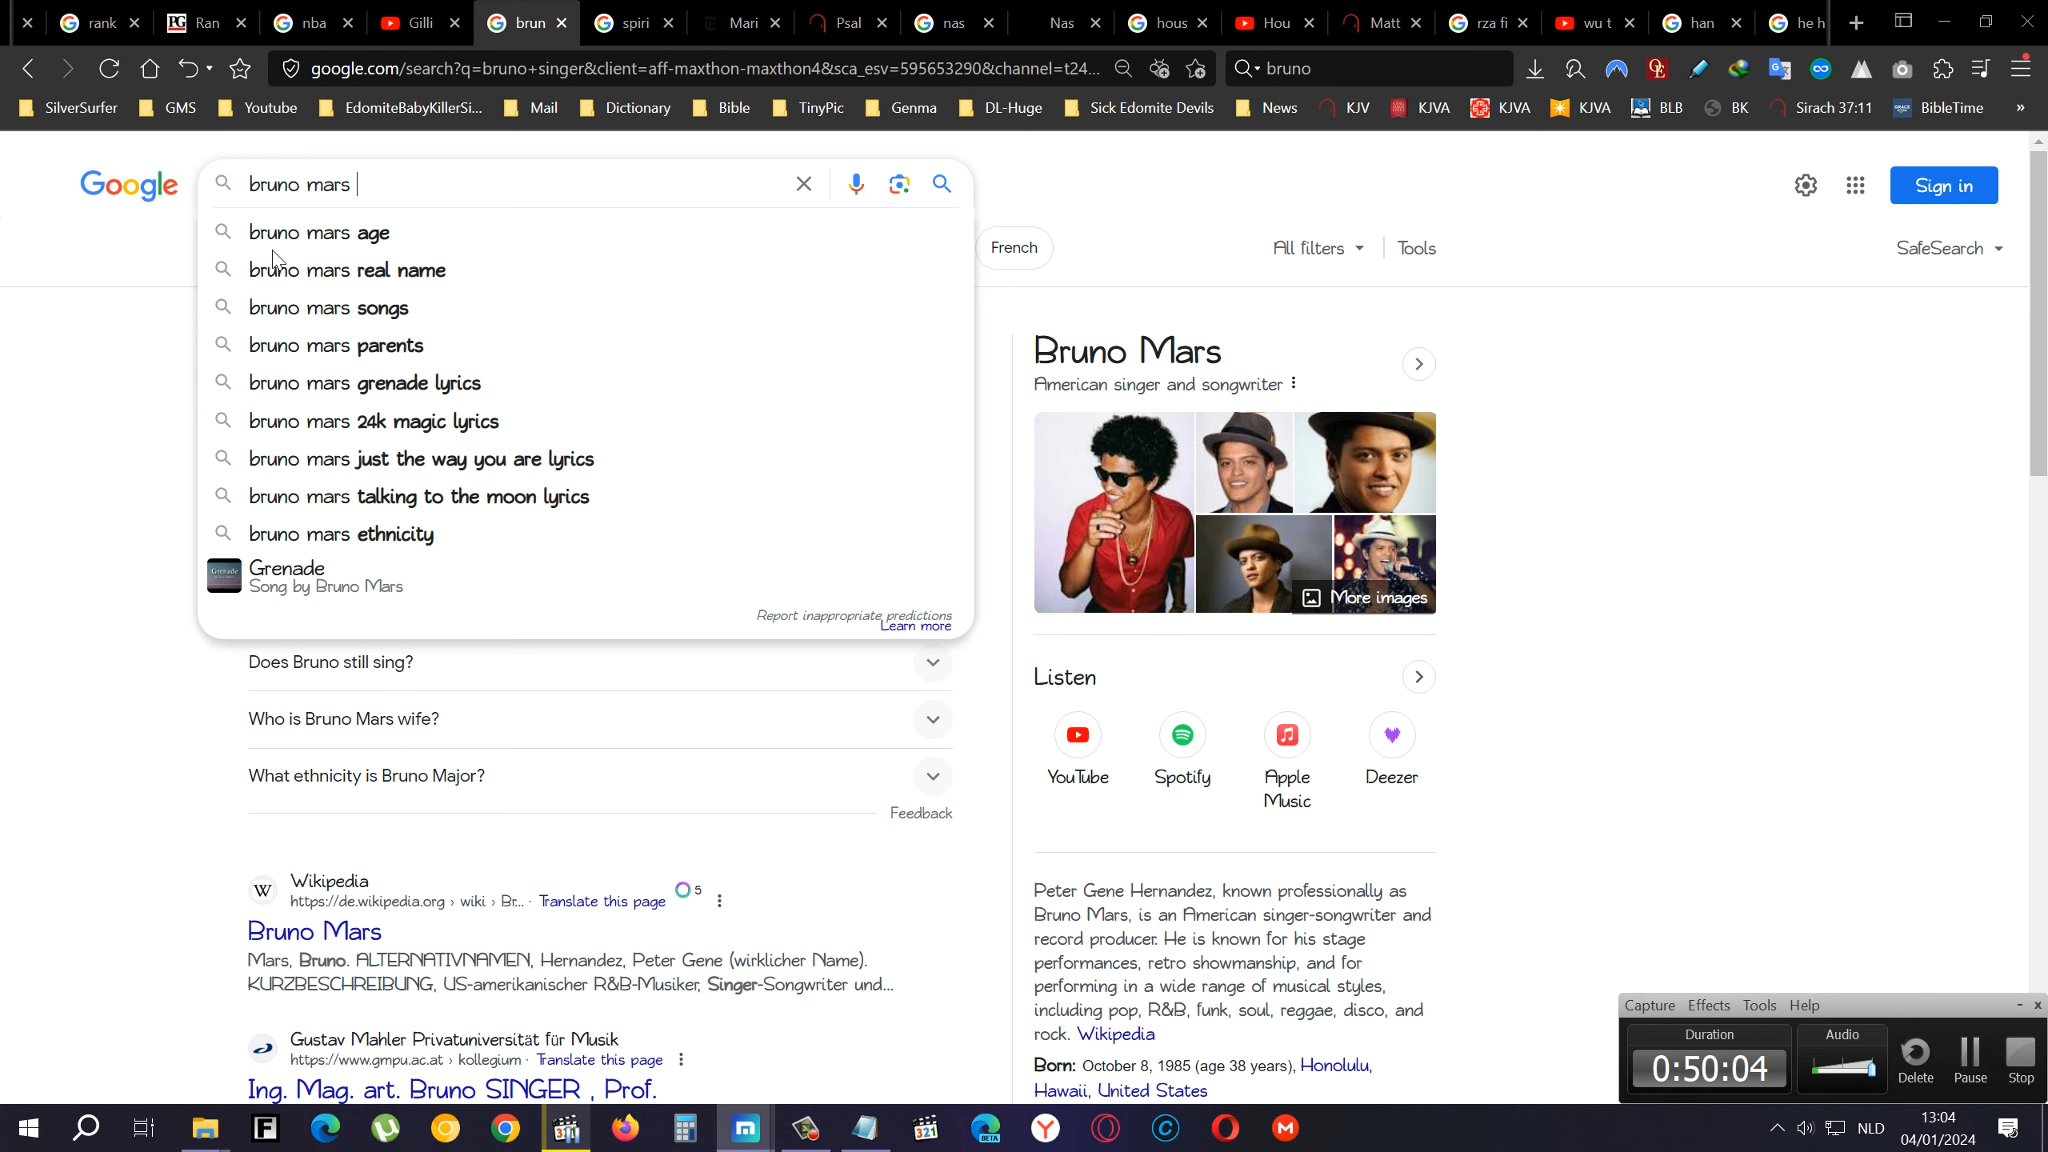 rank
Ran
nba
Gilli
brun
spiri
Mari
Psal
nas
Nas
hous
Hou
Matt
rza fi
wu t
han
he h
google.com/search?q=bruno+singer&client=aff-maxthon-maxthon4&sca_esv=595653290&channel=t24...
bruno
SilverSurfer
GMS
Youtube
EdomiteBabyKillerSi...
Mail
Dictionary
Bible
TinyPic
Genma
DL-Huge
Sick Edomite Devils
News
KJV
KJVA
KJVA
KJVA
BLB
BK
Sirach 37:11
BibleTime
»
Google
bruno mars
Sign in
bruno mars age
bruno mars real name
bruno mars songs
bruno mars parents
bruno mars grenade lyrics
bruno mars 24k magic lyrics
bruno mars just the way you are lyrics
bruno mars talking to the moon lyrics
bruno mars ethnicity
Grenade
Song by Bruno Mars
Report inappropriate predictions
Learn more
French
All filters
Tools
SafeSearch
Does Bruno still sing?
Who is Bruno Mars wife?
What ethnicity is Bruno Major?
Feedback
Wikipedia
https://de.wikipedia.org › wiki › Br... · Translate this page
5
Bruno Mars
Mars, Bruno. ALTERNATIVNAMEN, Hernandez, Peter Gene (wirklicher Name).
KURZBESCHREIBUNG, US-amerikanischer R&B-Musiker, Singer-Songwriter und...
Gustav Mahler Privatuniversität für Musik
https://www.gmpu.ac.at › kollegium · Translate this page
Ing. Mag. art. Bruno SINGER , Prof.
Bruno Mars
American singer and songwriter
More images
Listen
YouTube
Spotify
Apple
Music
Deezer
Peter Gene Hernandez, known professionally as
Bruno Mars, is an American singer-songwriter and
record producer. He is known for his stage
performances, retro showmanship, and for
performing in a wide range of musical styles,
including pop, R&B, funk, soul, reggae, disco, and
rock. Wikipedia
Born: October 8, 1985 (age 38 years), Honolulu,
Hawaii, United States
Capture Effects Tools Help
Duration
0:50:04
Audio
Delete
Pause
Stop
NLD
13:04
04/01/2024